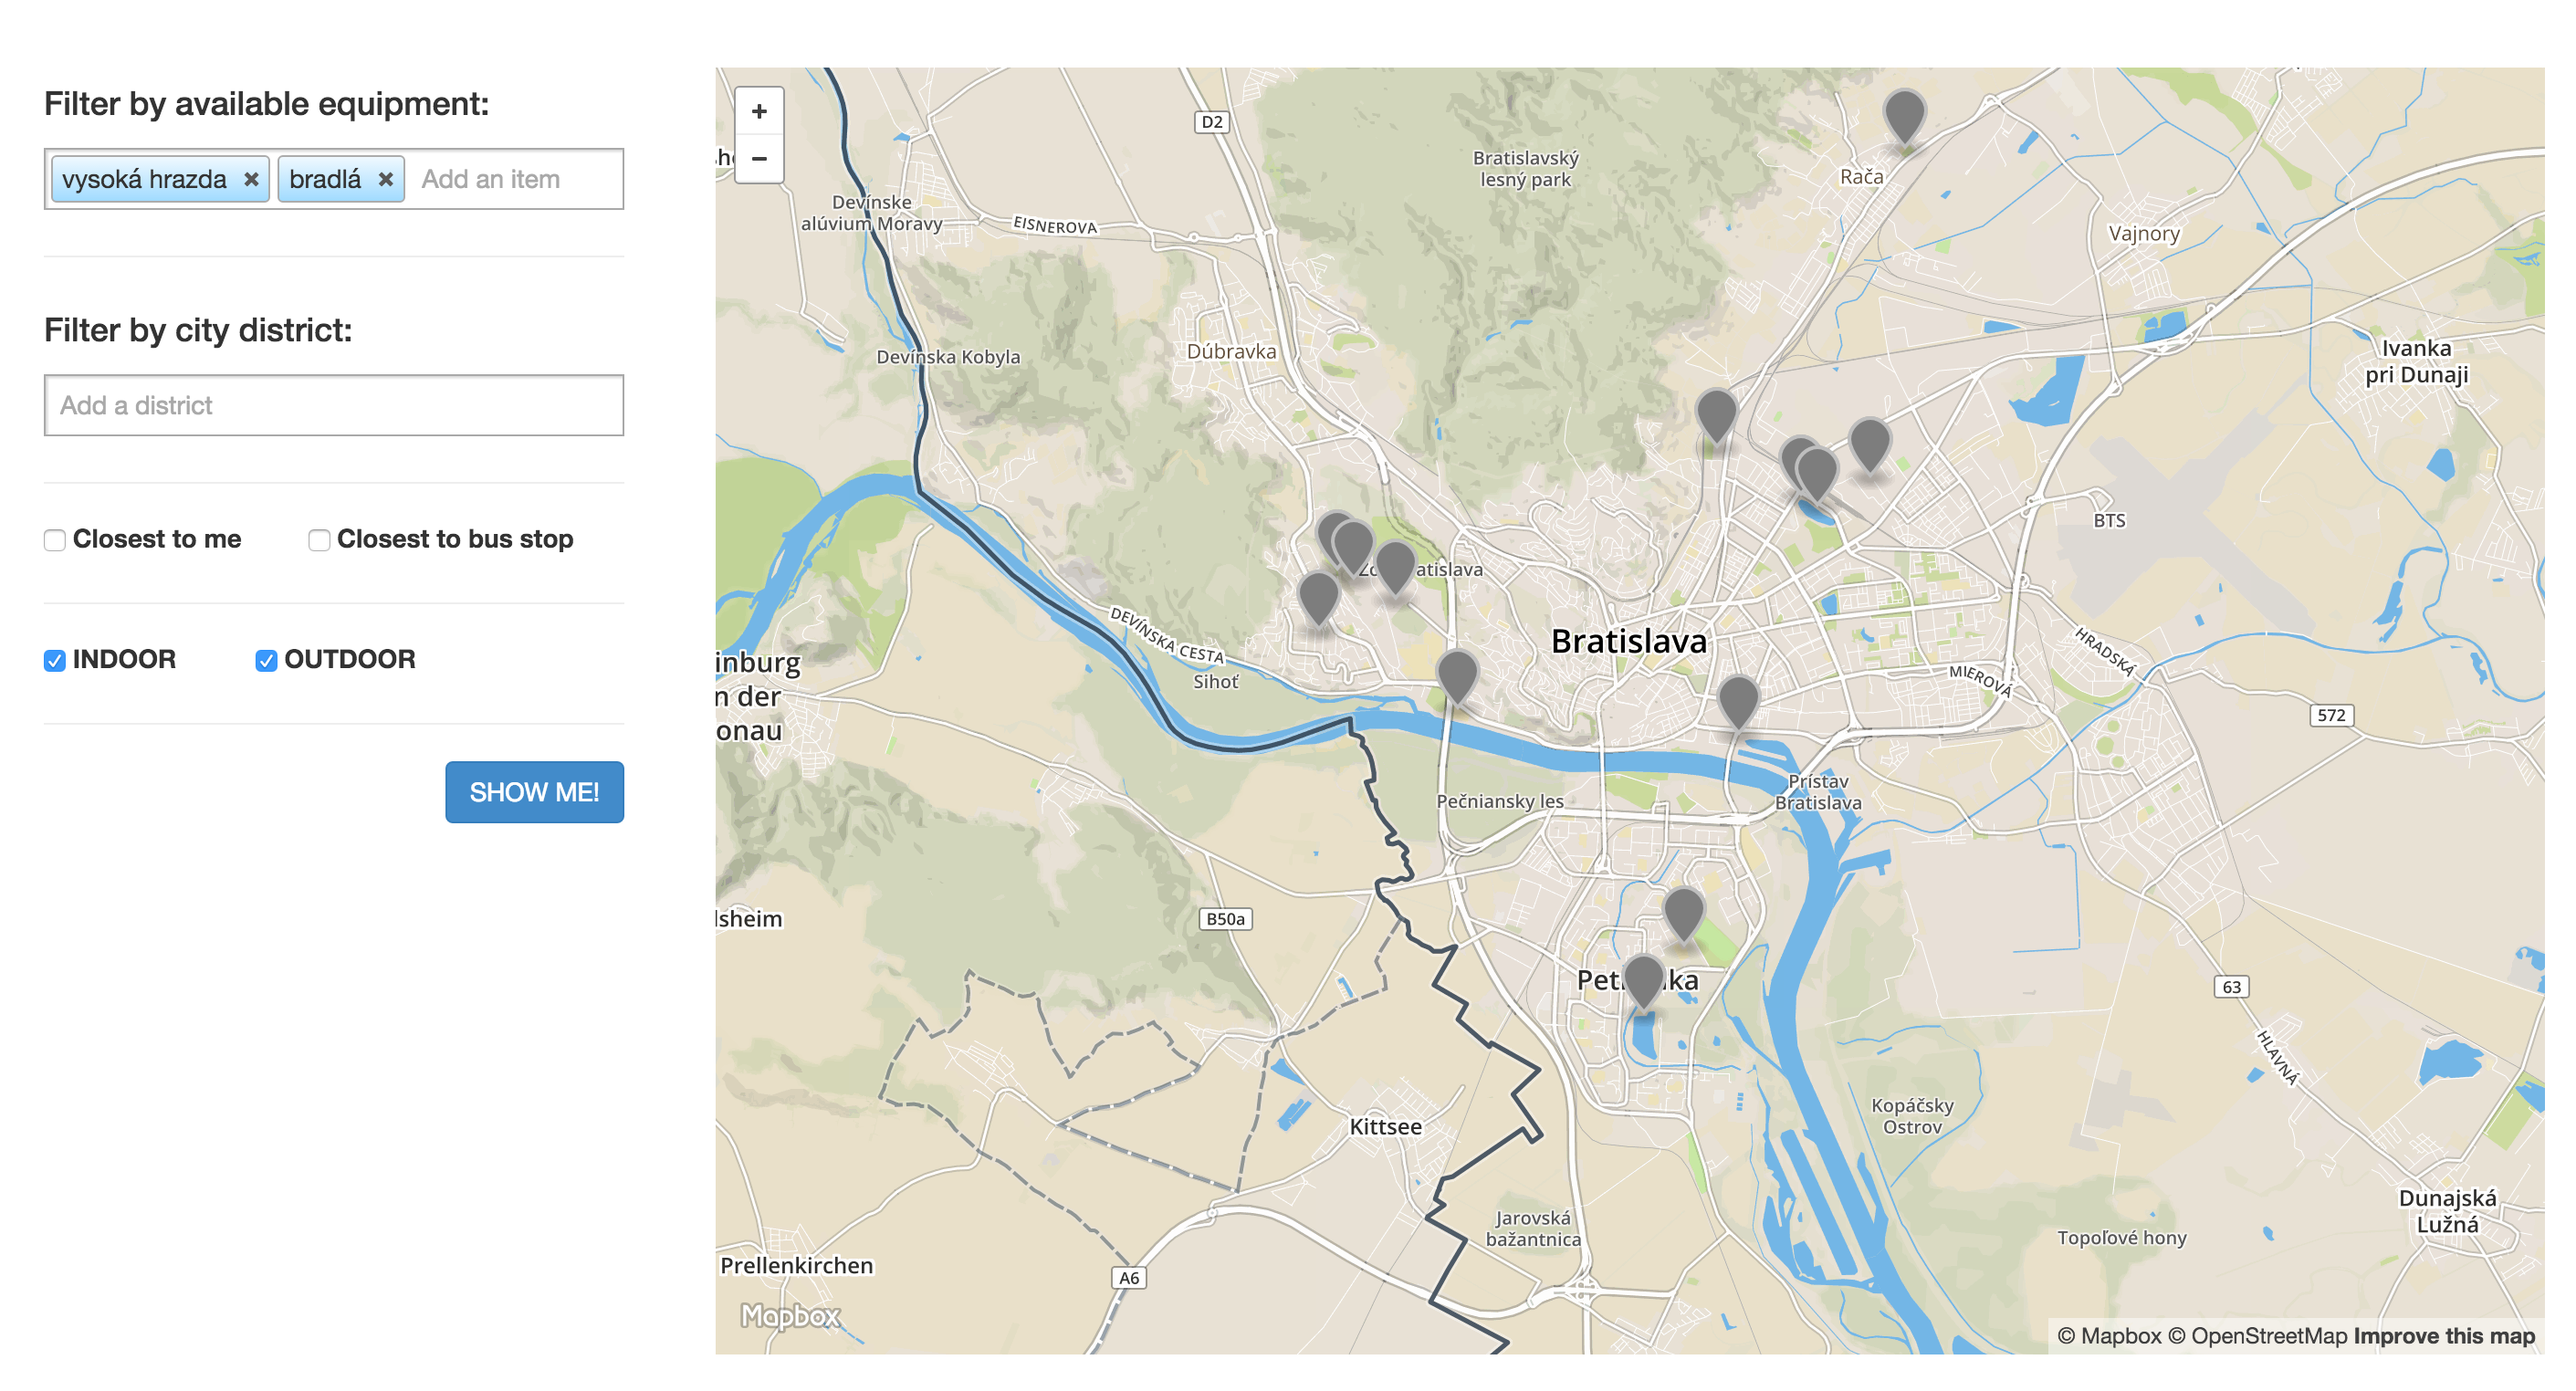 Filter by available equipment:
vysoká hrazda ✖ bradlá ✖ Add an item
Filter by city district:
Add a district
Closest to me Closest to bus stop
INDOOR OUTDOOR
SHOW ME!
+
−
D2
Bratislavský
lesný park
Rača
Devínske
alúvium Moravy
EISNEROVA
Vajnory
Dúbravka
Devínska Kobyla
Ivanka
pri Dunaji
BTS
atislava
DEVÍNSKA CESTA
Sihoť
Bratislava
HRADSKÁ
MIEROVÁ
inburg
n der
onau
572
Prístav
Bratislava
Pečniansky les
lsheim
B50a
Pet ka
63
HLAVNÁ
Kopáčsky
Ostrov
Kittsee
Jarovská
bažantnica
Dunajská
Lužná
Topoľové hony
Prellenkirchen
A6
Mapbox
© Mapbox © OpenStreetMap Improve this map